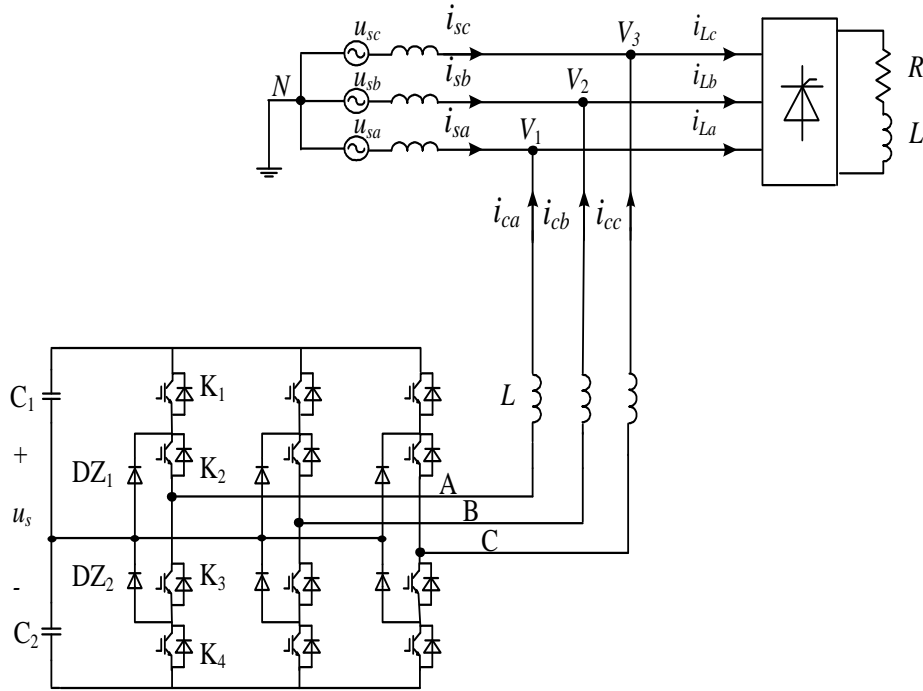 u_sc i_sc V_3 i_Lc
R
N u_sb i_sb V_2 i_Lb
u_sa i_sa V_1 i_La
L
i_ca i_cb i_cc
C_1 K_1 L
+ DZ_1 K_2
A
u_s B
C
- DZ_2 K_3
C_2 K_4